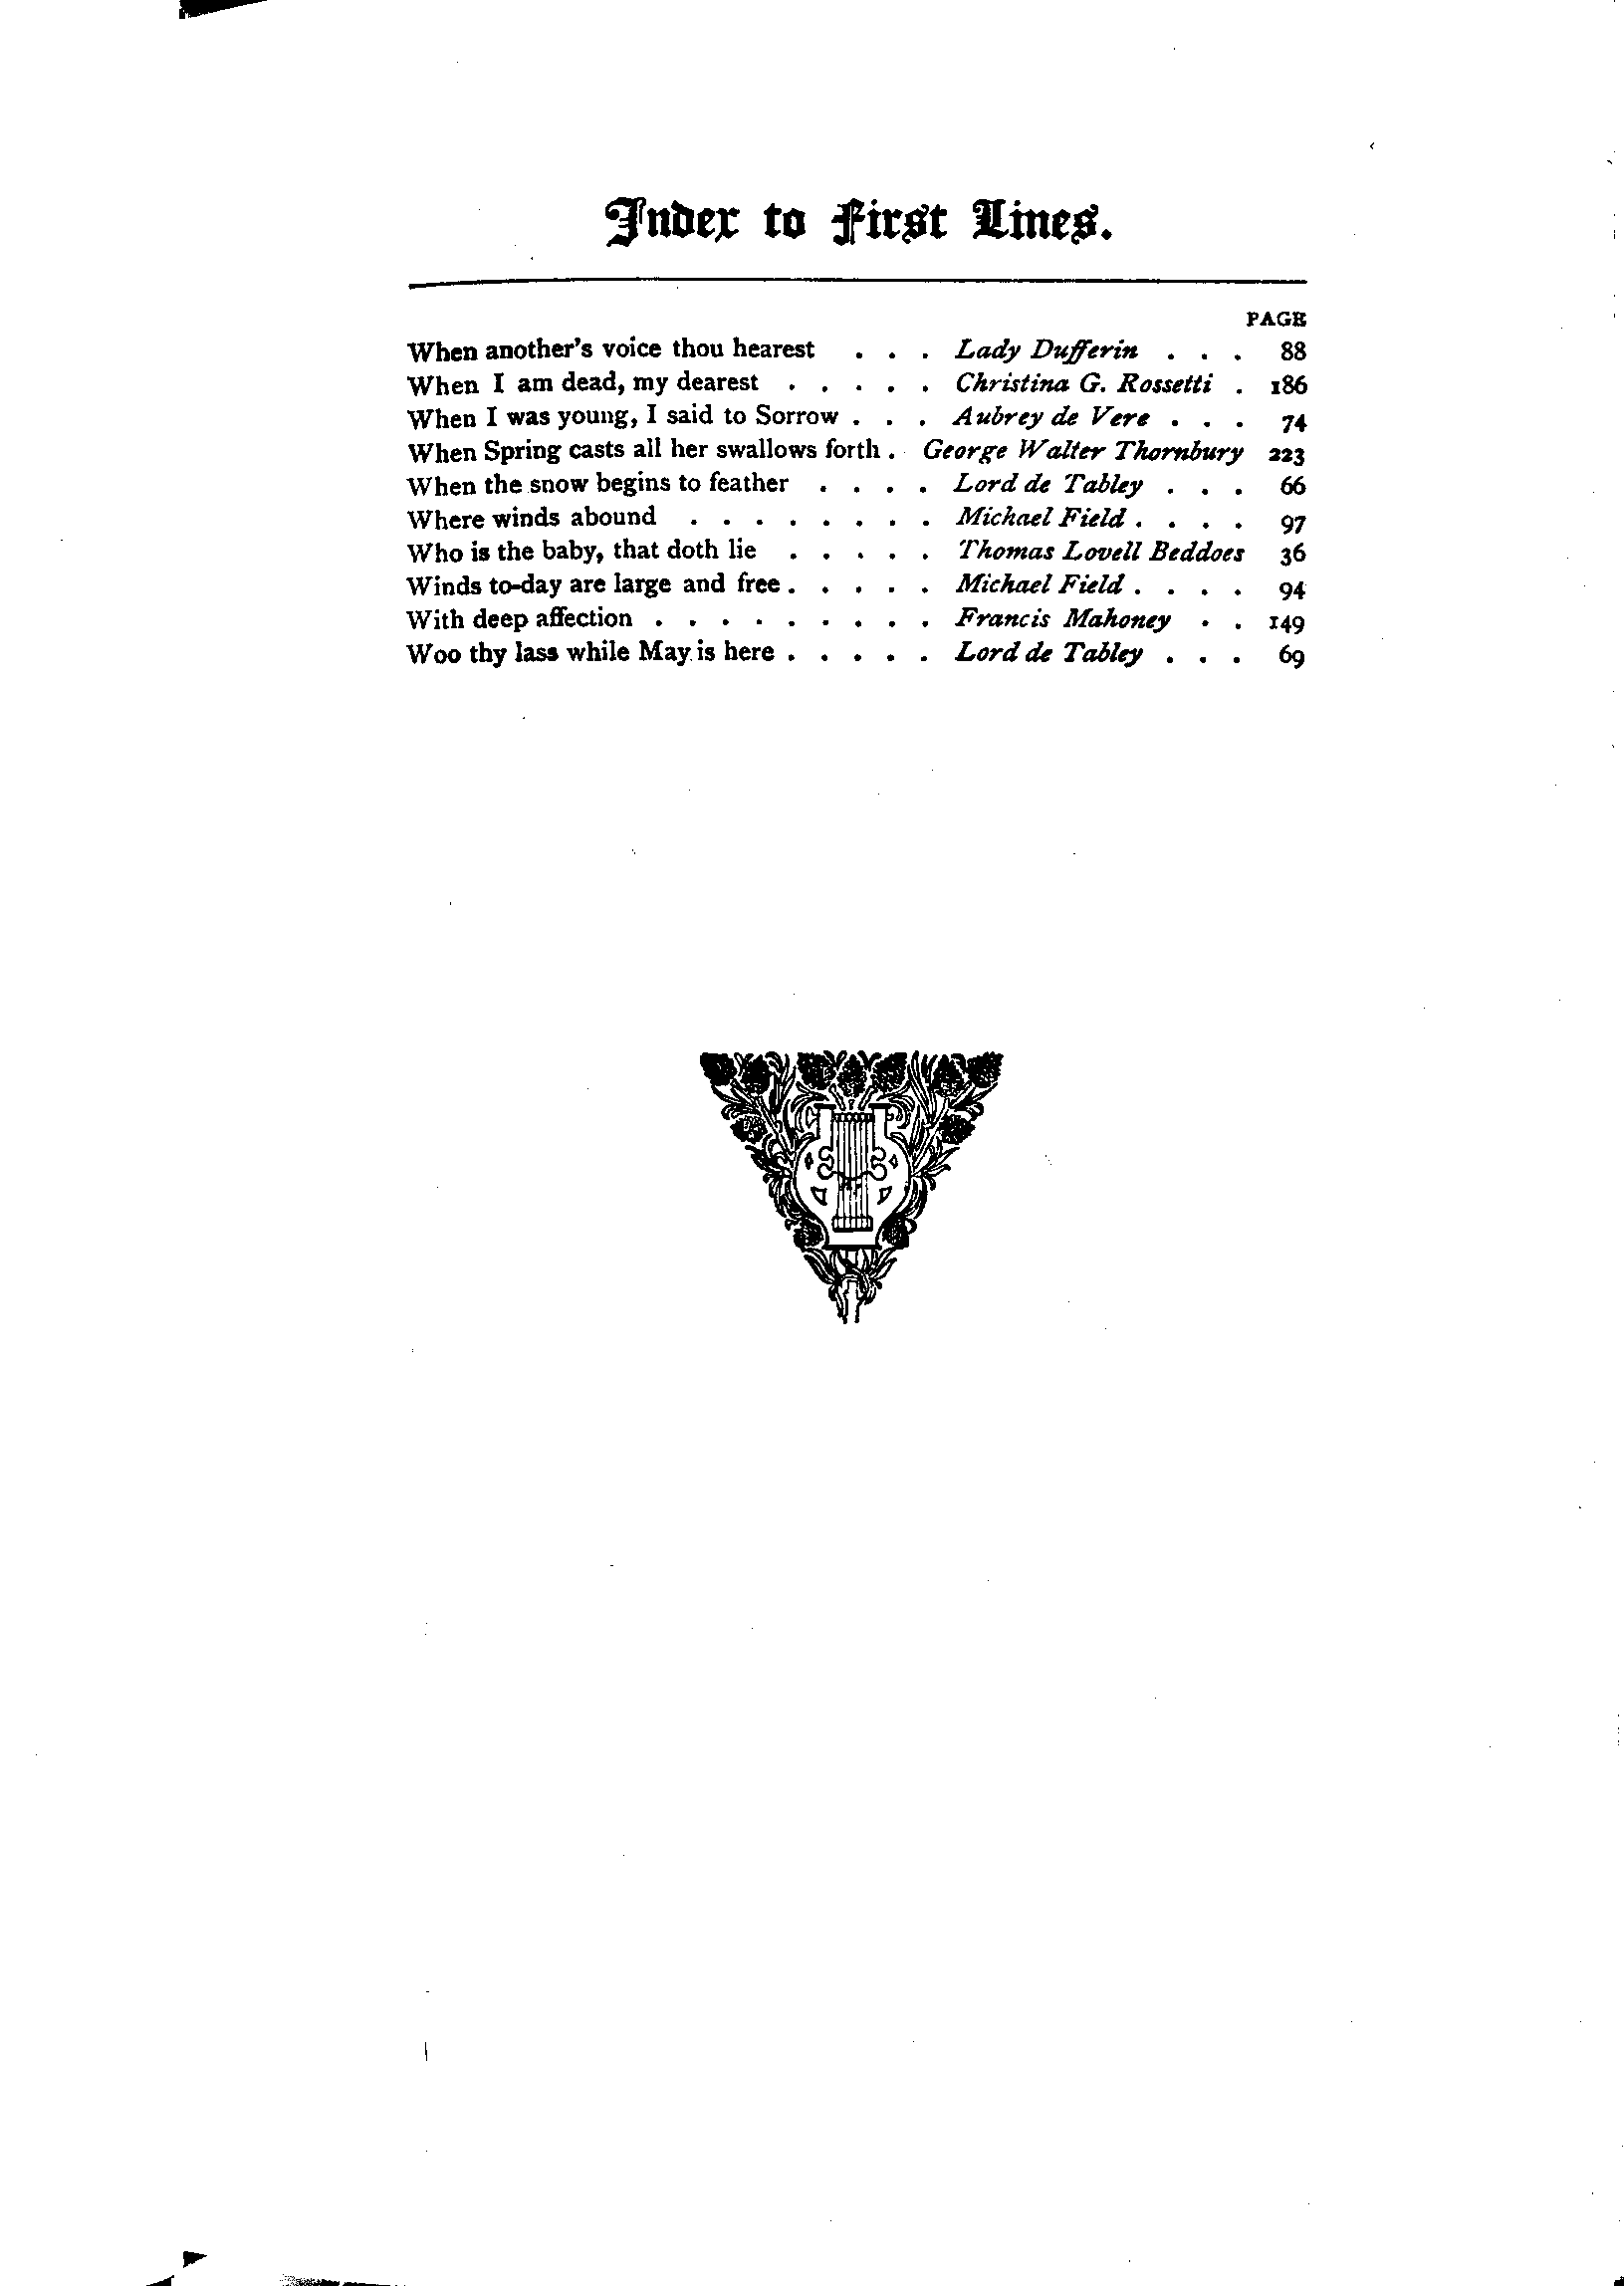 Index to First Lines.
PAGE
When another's voice thou hearest . . . Lady Dufferin . . . 88
When I am dead, my dearest . . . . . Christina G. Rossetti . 186
When I was young, I said to Sorrow . . . Aubrey de Vere . . . 74
When Spring casts all her swallows forth . George Walter Thornbury 223
When the snow begins to feather . . . . Lord de Tabley . . . 66
Where winds abound . . . . . . . . Michael Field . . . . 97
Who is the baby, that doth lie . . . . . Thomas Lovell Beddoes 36
Winds to-day are large and free . . . . . Michael Field . . . . 94
With deep affection . . . . . . . . . Francis Mahoney . . 149
Woo thy lass while May is here . . . . . Lord de Tabley . . . 69